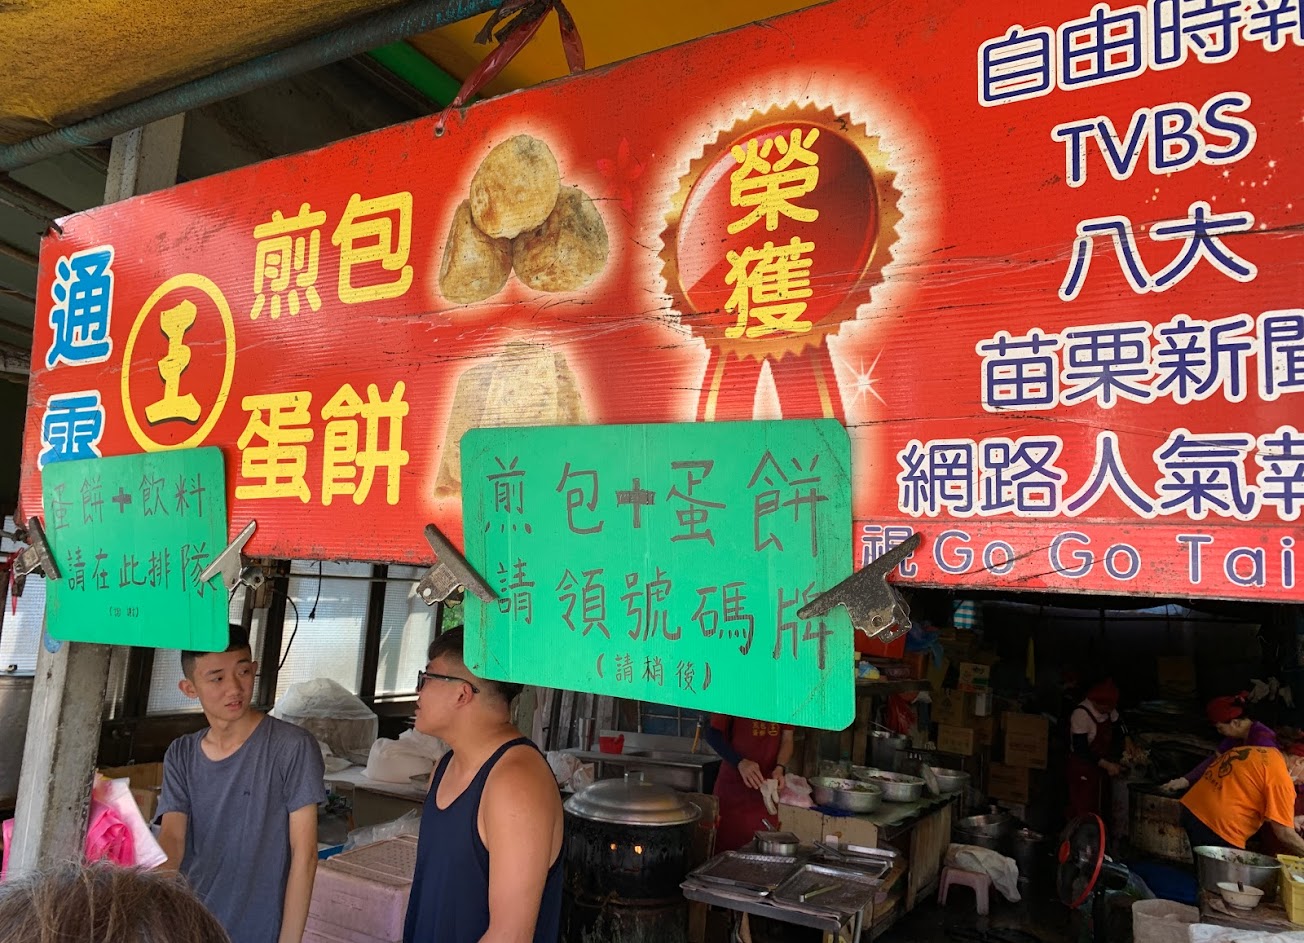 通霄
王
煎包
蛋餅
榮獲
自由時報
TVBS
八大
苗栗新聞
網路人氣
視 Go Go Tai
蛋餅+飲料
請在此排隊
煎包+蛋餅
請領號碼牌
(請稍後)